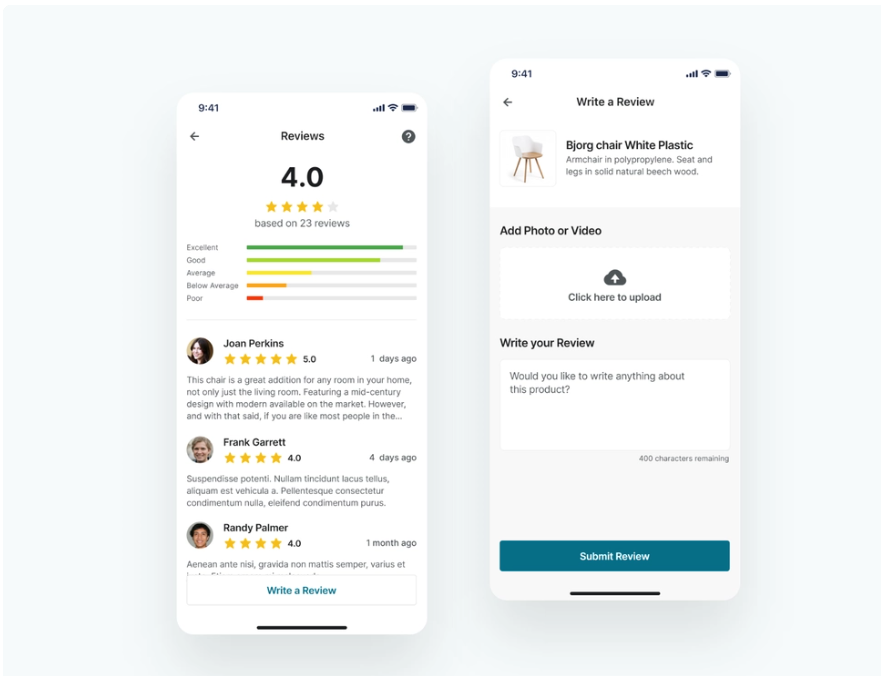 9:41
Reviews
?
4.0
based on 23 reviews
Excellent
Good
Average
Below Average
Poor
Joan Perkins
5.0
1 days ago
This chair is a great addition for any room in your home,
not only just the living room. Featuring a mid-century
design with modern available on the market. However,
and with that said, if you are like most people in the...
Frank Garrett
4.0
4 days ago
Suspendisse potenti. Nullam tincidunt lacus tellus,
aliquam est vehicula a. Pellentesque consectetur
condimentum nulla, eleifend condimentum purus.
Randy Palmer
4.0
1 month ago
Aenean ante nisi, gravida non mattis semper, varius et
Write a Review
9:41
Write a Review
Bjorg chair White Plastic
Armchair in polypropylene. Seat and
legs in solid natural beech wood.
Add Photo or Video
Click here to upload
Write your Review
Would you like to write anything about
this product?
400 characters remaining
Submit Review